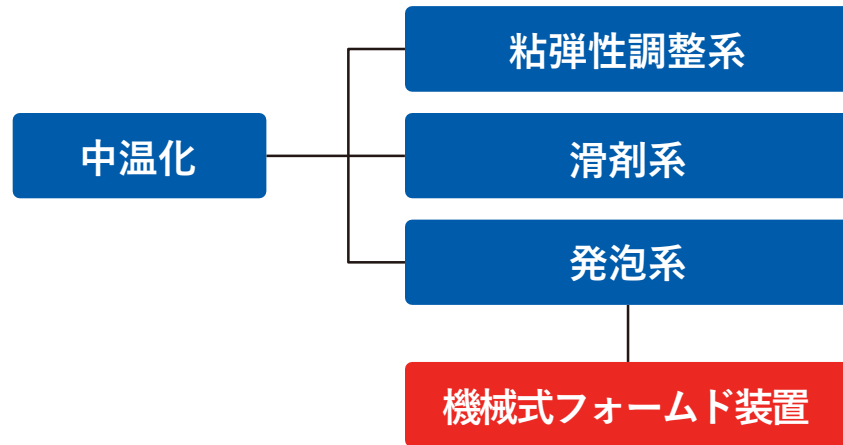 粘弾性調整系
中温化
滑剤系
発泡系
機械式フォームド装置